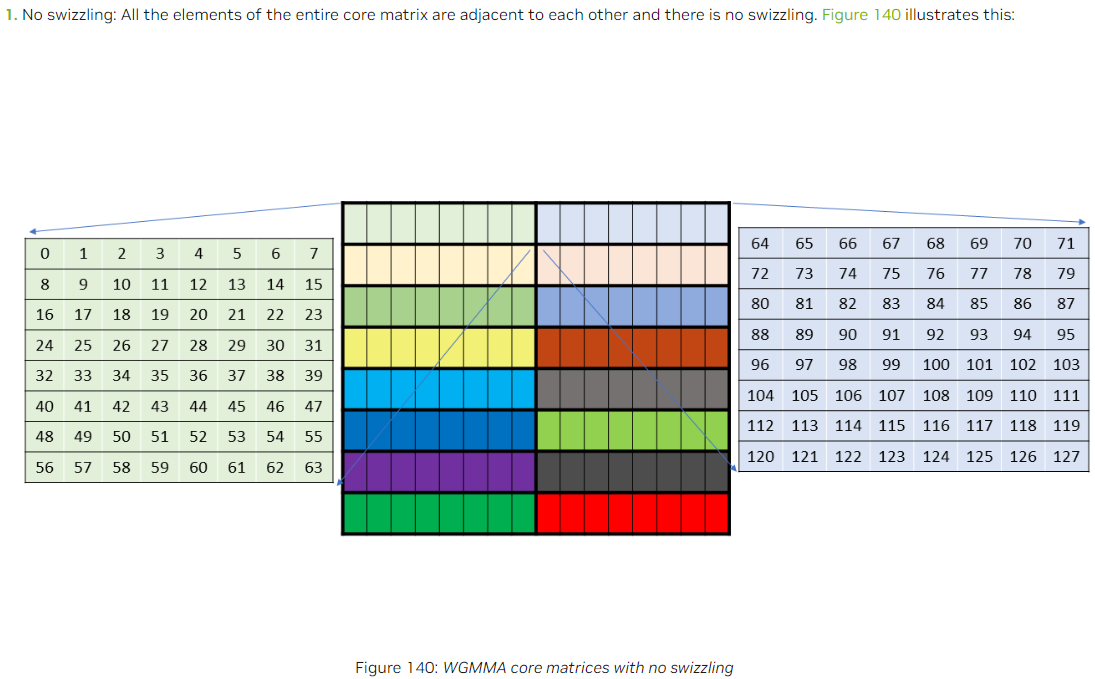 1. No swizzling: All the elements of the entire core matrix are adjacent to each other and there is no swizzling. Figure 140 illustrates this:
0 1 2 3 4 5 6 7
8 9 10 11 12 13 14 15
16 17 18 19 20 21 22 23
24 25 26 27 28 29 30 31
32 33 34 35 36 37 38 39
40 41 42 43 44 45 46 47
48 49 50 51 52 53 54 55
56 57 58 59 60 61 62 63
64 65 66 67 68 69 70 71
72 73 74 75 76 77 78 79
80 81 82 83 84 85 86 87
88 89 90 91 92 93 94 95
96 97 98 99 100 101 102 103
104 105 106 107 108 109 110 111
112 113 114 115 116 117 118 119
120 121 122 123 124 125 126 127
Figure 140: WGMMA core matrices with no swizzling